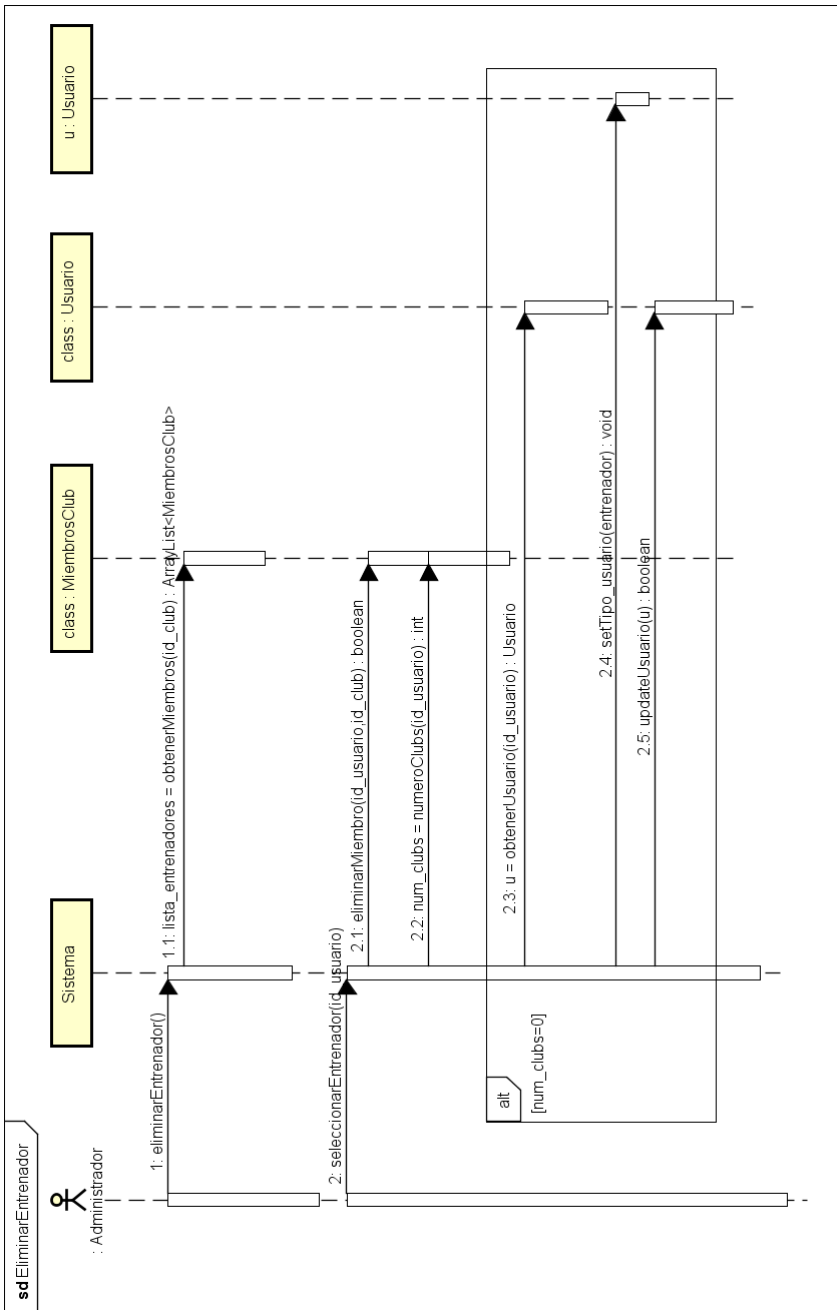 sd EliminarEntrenador
: Administrador
Sistema
class : MiembrosClub
class : Usuario
u : Usuario
1: eliminarEntrenador()
1.1: lista_entrenadores = obtenerMiembros(id_club) : ArrayList<MiembrosClub>
2: seleccionarEntrenador(id_usuario)
2.1: eliminarMiembro(id_usuario,id_club) : boolean
2.2: num_clubs = numeroClubs(id_usuario) : int
alt
[num_clubs=0]
2.3: u = obtenerUsuario(id_usuario) : Usuario
2.4: setTipo_usuario(entrenador) : void
2.5: updateUsuario(u) : boolean